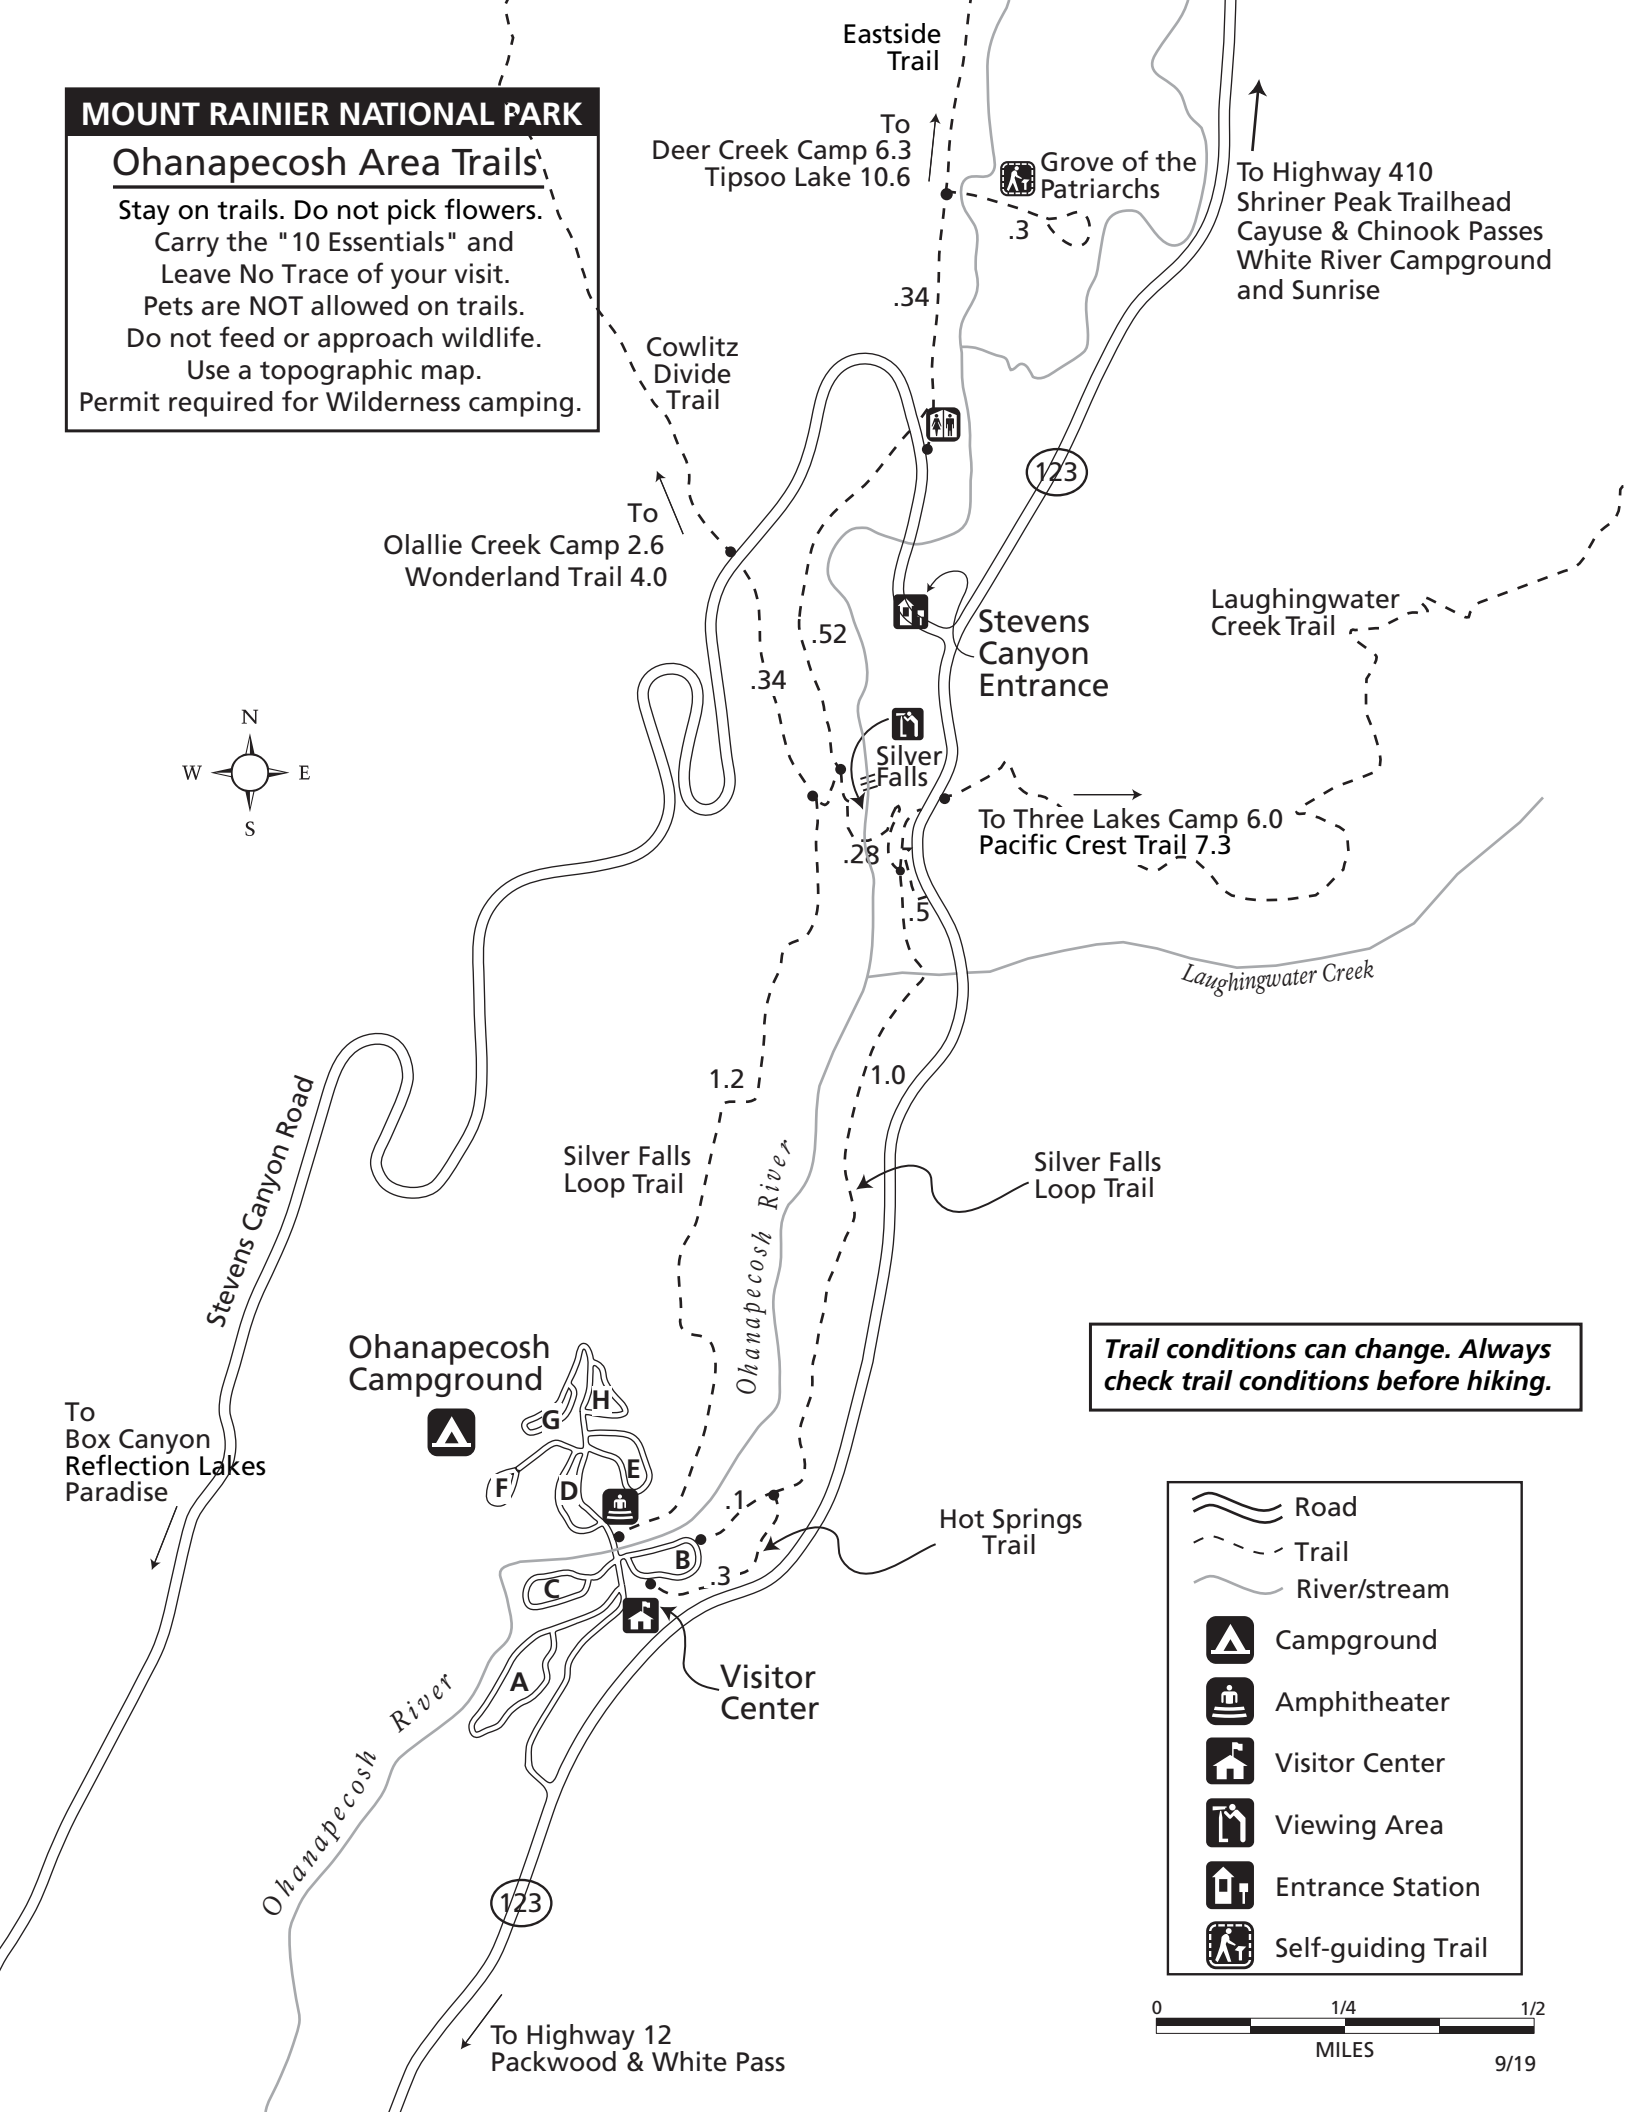 Eastside
Trail
MOUNT RAINIER NATIONAL PARK
Ohanapecosh Area Trails
Stay on trails. Do not pick flowers.
Carry the "10 Essentials" and
Leave No Trace of your visit.
Pets are NOT allowed on trails.
Do not feed or approach wildlife.
Use a topographic map.
Permit required for Wilderness camping.
To
Deer Creek Camp 6.3
Tipsoo Lake 10.6
Grove of the
Patriarchs
.3
To Highway 410
Shriner Peak Trailhead
Cayuse & Chinook Passes
White River Campground
and Sunrise
.34
Cowlitz
Divide
Trail
123
To
Olallie Creek Camp 2.6
Wonderland Trail 4.0
Laughingwater
Creek Trail
.52
Stevens
Canyon
Entrance
.34
N
W
E
S
Silver
Falls
To Three Lakes Camp 6.0
Pacific Crest Trail 7.3
.28
.5
Laughingwater Creek
1.2
1.0
Stevens Canyon Road
Silver Falls
Loop Trail
Ohanapecosh River
Silver Falls
Loop Trail
Ohanapecosh
Campground
Trail conditions can change. Always
check trail conditions before hiking.
To
Box Canyon
Reflection Lakes
Paradise
H
G
E
F
D
.1
Hot Springs
Trail
B
.3
C
A
Visitor
Center
Ohanapecosh River
123
To Highway 12
Packwood & White Pass
Road
Trail
River/stream
Campground
Amphitheater
Visitor Center
Viewing Area
Entrance Station
Self-guiding Trail
0 1/4 1/2
MILES
9/19